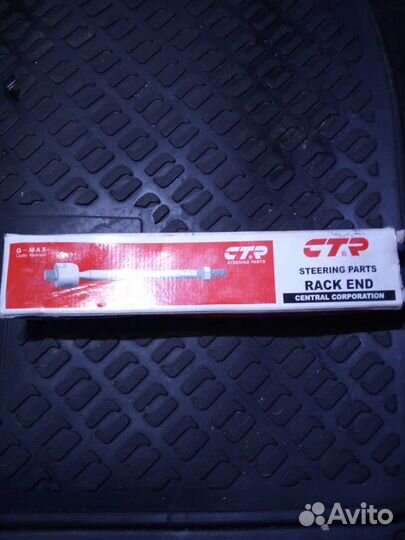 Q-MAX
CTR
STEERING PARTS
CTR
STEERING PARTS
RACK END
CENTRAL CORPORATION
Avito